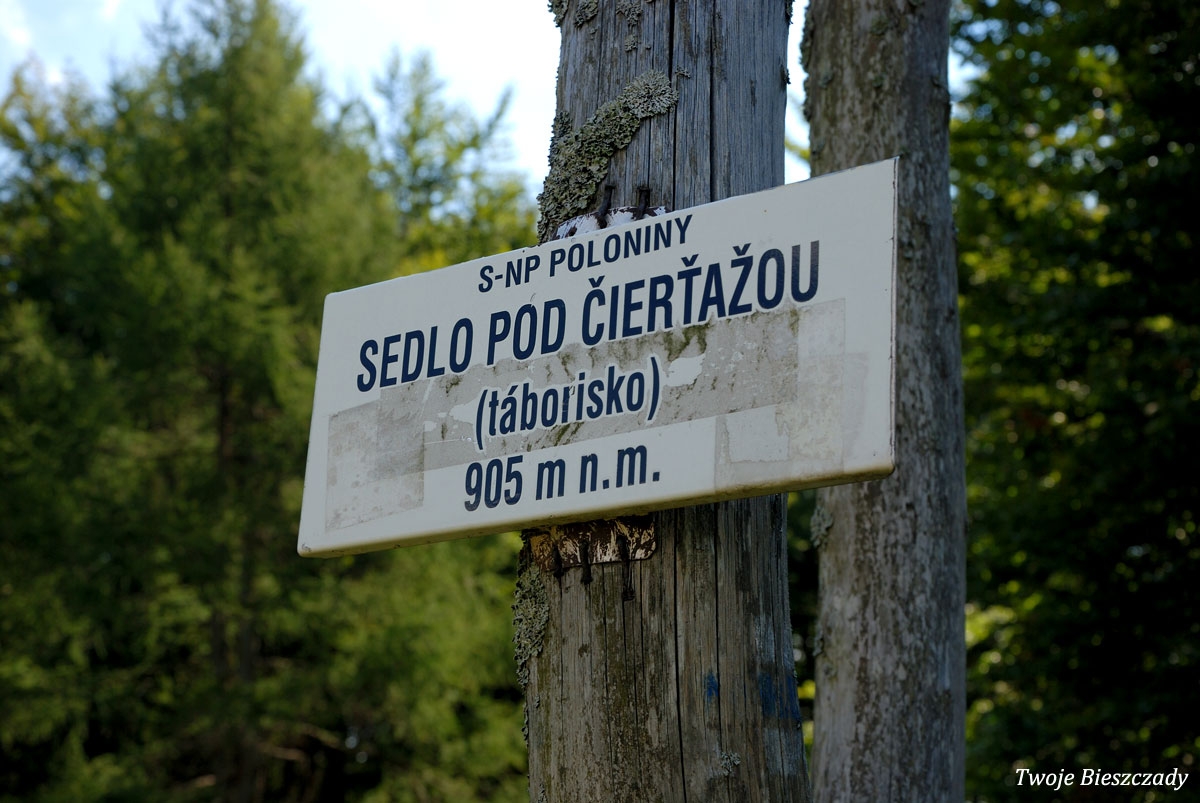 S-NP POLONINY
SEDLO POD ČIERŤAŽOU
(táborisko)
905 m n.m.
Twoje Bieszczady